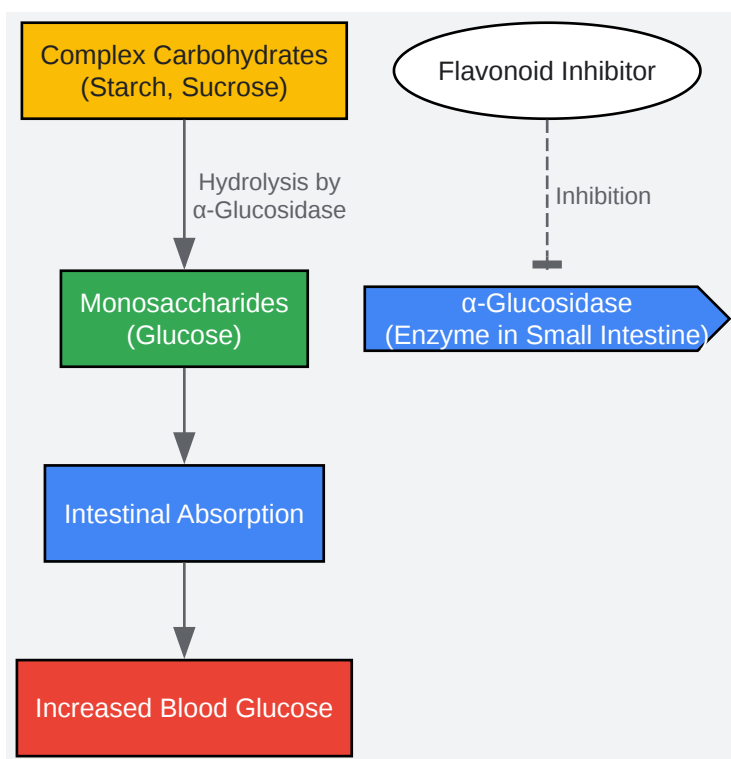 Complex Carbohydrates
(Starch, Sucrose)
Flavonoid Inhibitor
Hydrolysis by
α-Glucosidase
Inhibition
Monosaccharides
(Glucose)
α-Glucosidase
(Enzyme in Small Intestine)
Intestinal Absorption
Increased Blood Glucose